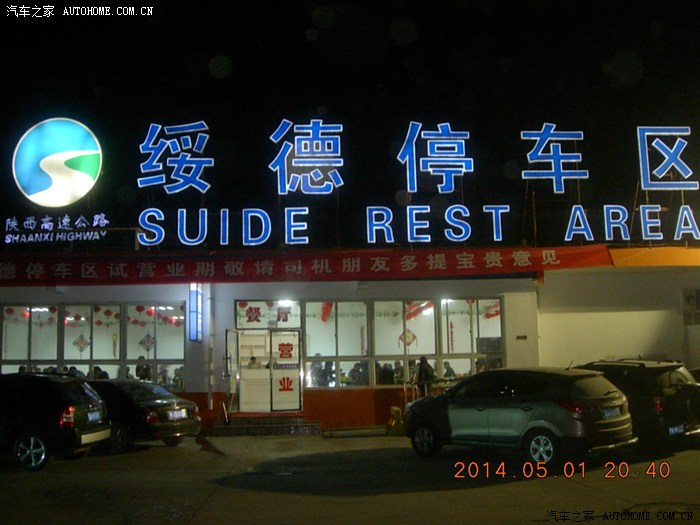 汽车之家 AUTOHOME.COM.CN
绥德停车区
陕西高速公路
SHAANXI HIGHWAY
SUIDE REST AREA
德停车区试营业期敬请司机朋友多提宝贵意见
餐厅
营
业
2014.05.01 20:40
汽车之家 AUTOHOME.COM.CN